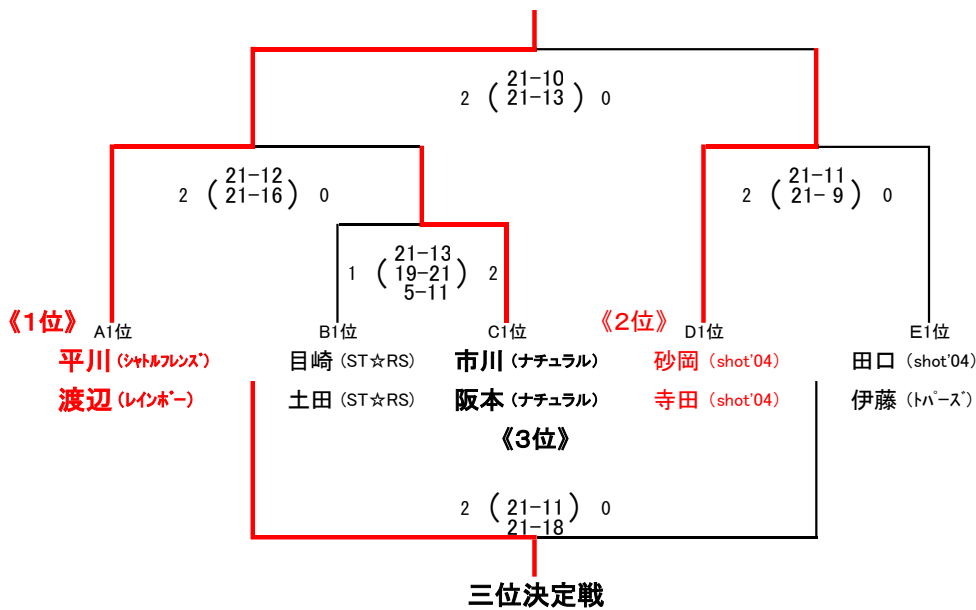 21-10
2 ( 21-13 ) 0
21-12
2 ( 21-16 ) 0
21-11
2 ( 21- 9 ) 0
21-13
1 ( 19-21 ) 2
5-11
《1位》 A1位 B1位 C1位 《2位》 D1位 E1位
平川(シャトルフレンズ) 目崎(ST☆RS) 市川(ナチュラル) 砂岡(shot'04) 田口(shot'04)
渡辺(レインボー) 土田(ST☆RS) 阪本(ナチュラル) 寺田(shot'04) 伊藤(トパーズ)
《3位》
2 ( 21-11 ) 0
21-18
三位決定戦